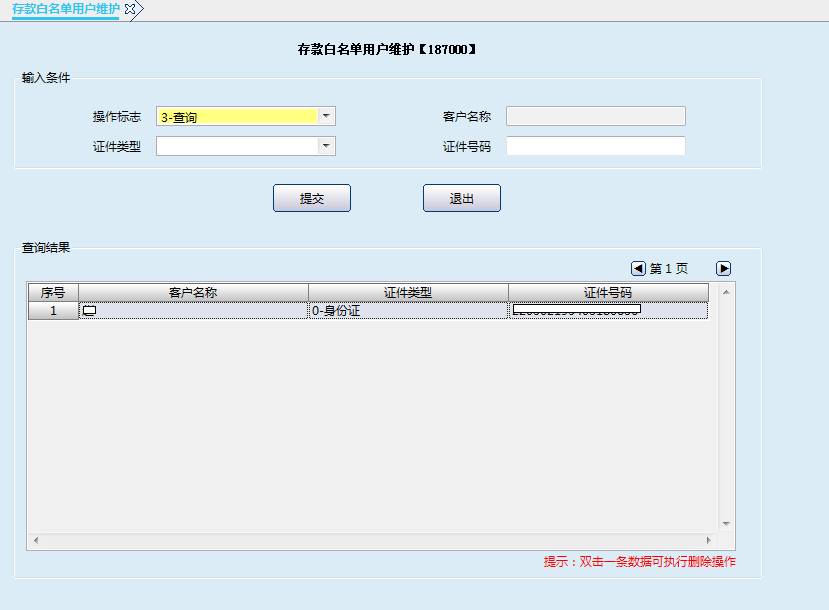 存款白名单用户维护
存款白名单用户维护【187000】
输入条件
操作标志 3-查询 客户名称
证件类型 证件号码
提交 退出
查询结果
第 1 页
序号 客户名称 证件类型 证件号码
1 0-身份证
提示：双击一条数据可执行删除操作